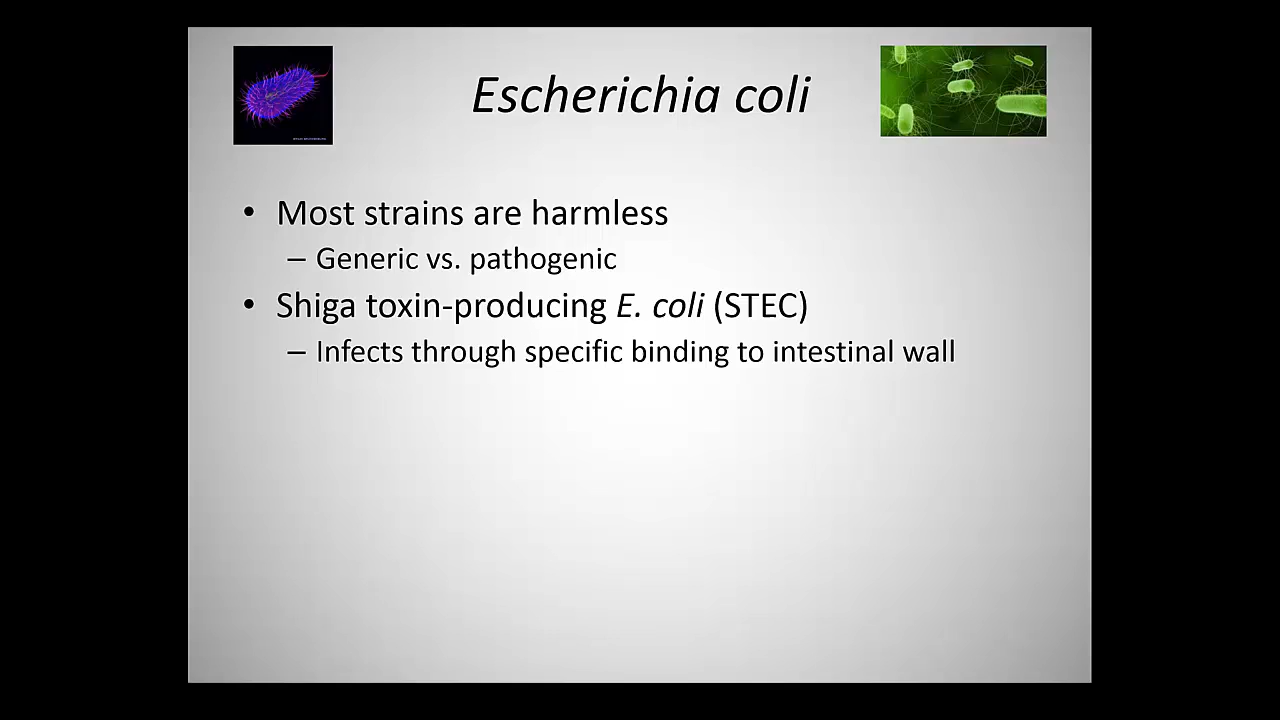 Escherichia coli
• Most strains are harmless
– Generic vs. pathogenic
• Shiga toxin-producing E. coli (STEC)
– Infects through specific binding to intestinal wall